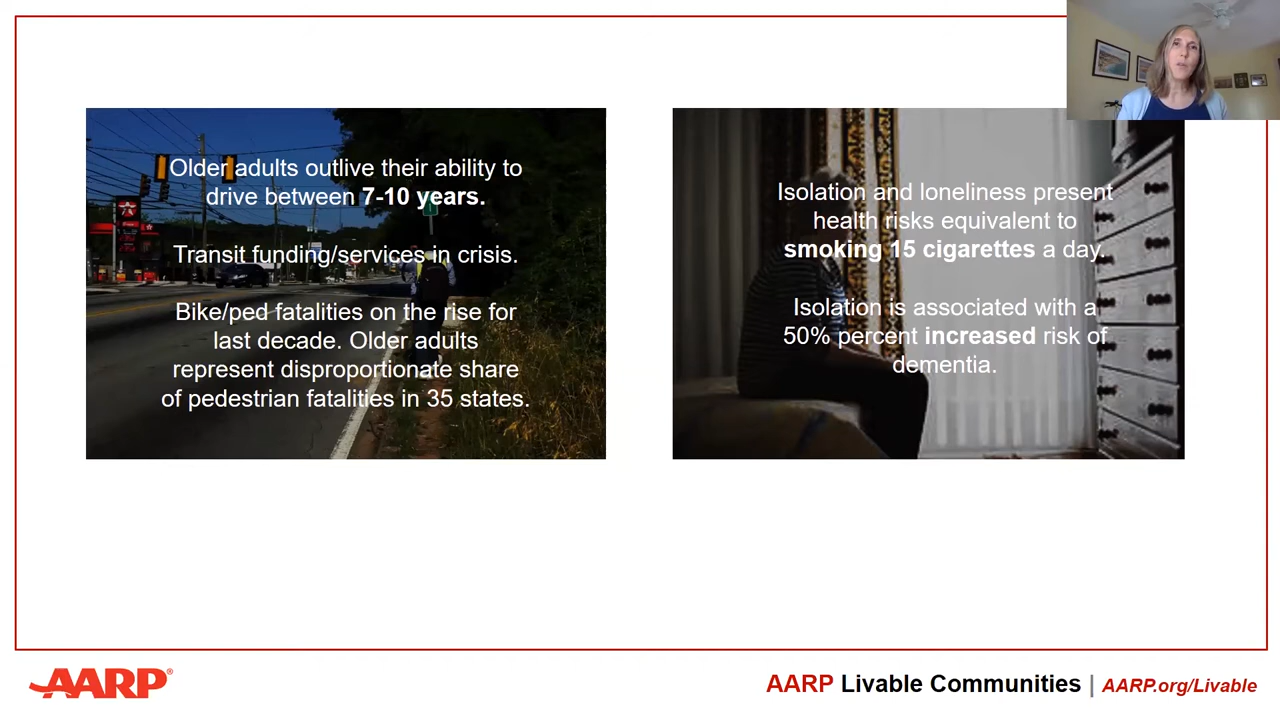 Older adults outlive their ability to
drive between 7-10 years.
Transit funding/services in crisis.
Bike/ped fatalities on the rise for
last decade. Older adults
represent disproportionate share
of pedestrian fatalities in 35 states.
Isolation and loneliness present
health risks equivalent to
smoking 15 cigarettes a day.
Isolation is associated with a
50% percent increased risk of
dementia.
AARP®
AARP Livable Communities | AARP.org/Livable